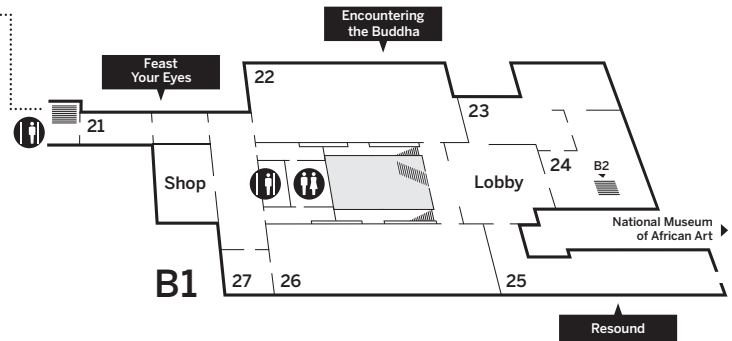 Encountering
the Buddha
Feast
Your Eyes
22
23
21
24
B2
Shop
Lobby
National Museum
of African Art
B1
27
26
25
Resound